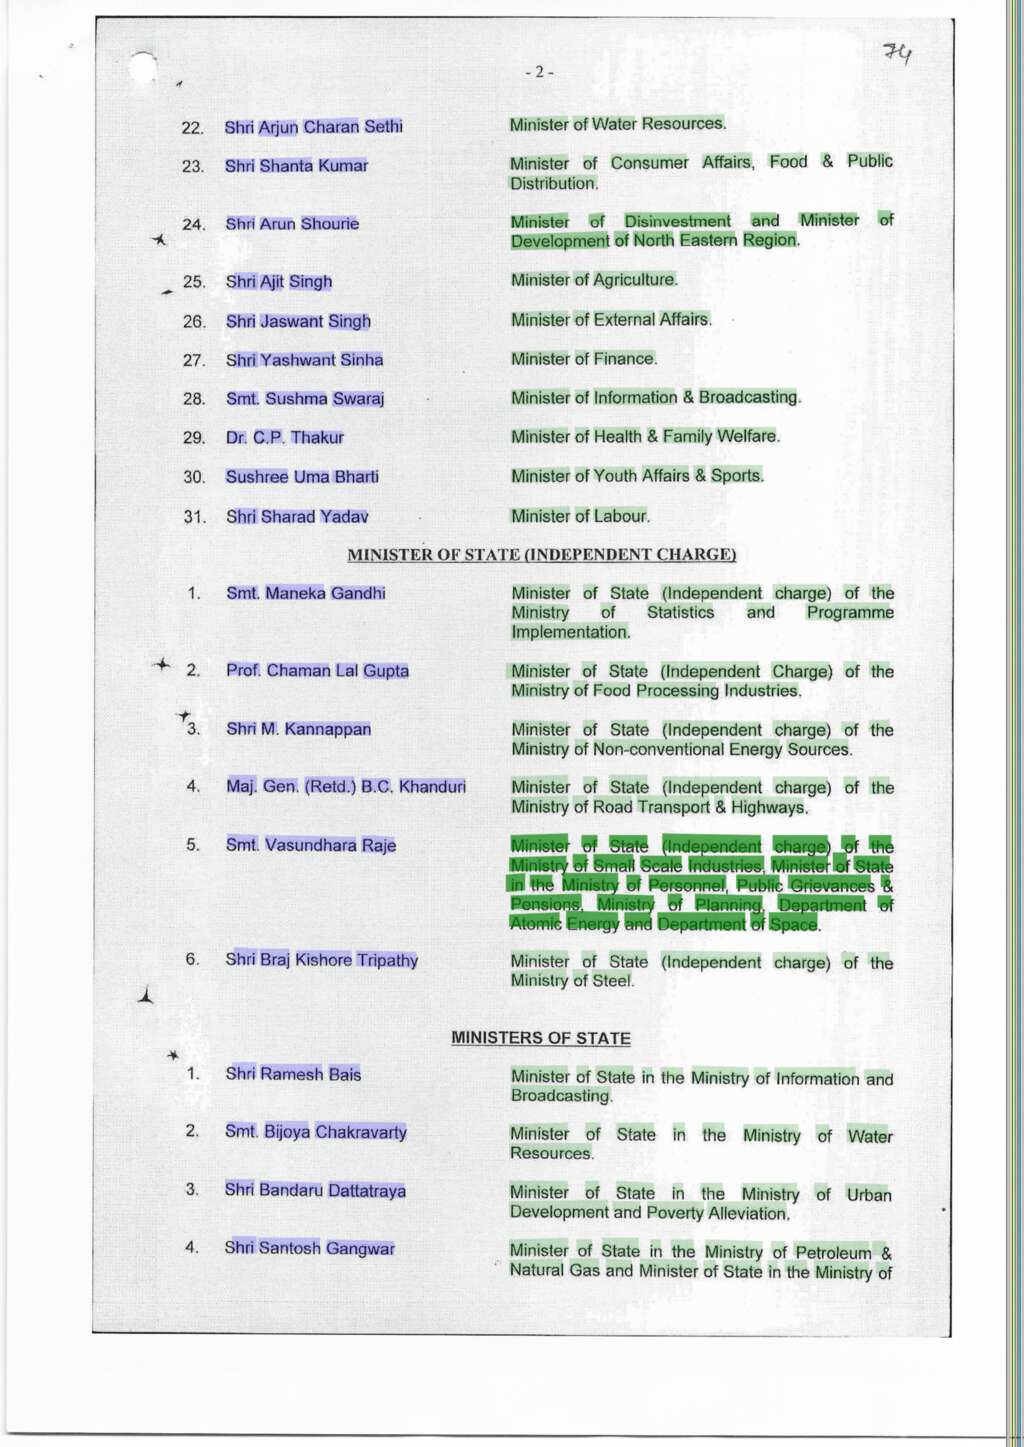 74
- 2 -
22. Shri Arjun Charan Sethi Minister of Water Resources.
23. Shri Shanta Kumar Minister of Consumer Affairs, Food & Public
Distribution.
24. Shri Arun Shourie Minister of Disinvestment and Minister of
Development of North Eastern Region.
25. Shri Ajit Singh Minister of Agriculture.
26. Shri Jaswant Singh Minister of External Affairs.
27. Shri Yashwant Sinha Minister of Finance.
28. Smt. Sushma Swaraj Minister of Information & Broadcasting.
29. Dr. C.P. Thakur Minister of Health & Family Welfare.
30. Sushree Uma Bharti Minister of Youth Affairs & Sports.
31. Shri Sharad Yadav Minister of Labour.
MINISTER OF STATE (INDEPENDENT CHARGE)
1. Smt. Maneka Gandhi Minister of State (Independent charge) of the
Ministry of Statistics and Programme
Implementation.
2. Prof. Chaman Lal Gupta Minister of State (Independent Charge) of the
Ministry of Food Processing Industries.
3. Shri M. Kannappan Minister of State (Independent charge) of the
Ministry of Non-conventional Energy Sources.
4. Maj. Gen. (Retd.) B.C. Khanduri Minister of State (Independent charge) of the
Ministry of Road Transport & Highways.
5. Smt. Vasundhara Raje Minister of State (Independent charge) of the
Ministry of Small Scale Industries, Minister of State
in the Ministry of Personnel, Public Grievances &
Pensions, Ministry of Planning, Department of
Atomic Energy and Department of Space.
6. Shri Braj Kishore Tripathy Minister of State (Independent charge) of the
Ministry of Steel.
MINISTERS OF STATE
1. Shri Ramesh Bais Minister of State in the Ministry of Information and
Broadcasting.
2. Smt. Bijoya Chakravarty Minister of State in the Ministry of Water
Resources.
3. Shri Bandaru Dattatraya Minister of State in the Ministry of Urban
Development and Poverty Alleviation.
4. Shri Santosh Gangwar Minister of State in the Ministry of Petroleum &
Natural Gas and Minister of State in the Ministry of